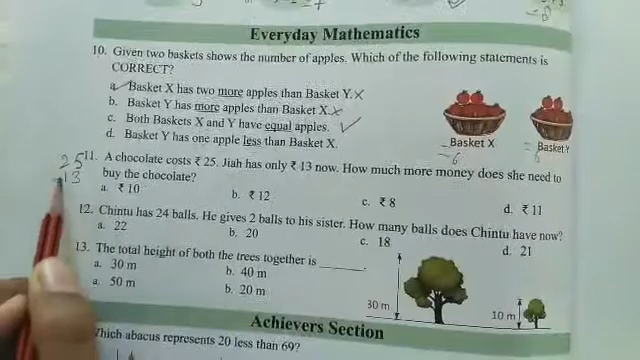 Everyday Mathematics
10. Given two baskets shows the number of apples. Which of the following statements is
CORRECT?
a. Basket X has two more apples than Basket Y. X
b. Basket Y has more apples than Basket X. X
c. Both Baskets X and Y have equal apples. ✓
d. Basket Y has one apple less than Basket X.
Basket X
Basket Y
– 6
= 6
25
– 13
11. A chocolate costs ₹ 25. Jiah has only ₹ 13 now. How much more money does she need to
buy the chocolate?
a. ₹ 10
b. ₹ 12
c. ₹ 8
d. ₹ 11
12. Chintu has 24 balls. He gives 2 balls to his sister. How many balls does Chintu have now?
a. 22
b. 20
c. 18
d. 21
13. The total height of both the trees together is ______.
a. 30 m
b. 40 m
a. 50 m
b. 20 m
30 m
10 m
Achievers Section
Which abacus represents 20 less than 69?